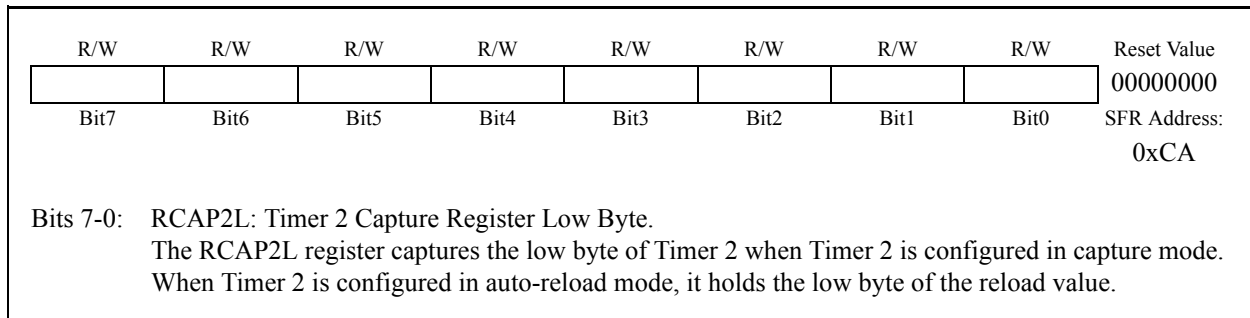 R/W R/W R/W R/W R/W R/W R/W R/W Reset Value
00000000
Bit7 Bit6 Bit5 Bit4 Bit3 Bit2 Bit1 Bit0 SFR Address:
0xCA
Bits 7-0: RCAP2L: Timer 2 Capture Register Low Byte.
The RCAP2L register captures the low byte of Timer 2 when Timer 2 is configured in capture mode.
When Timer 2 is configured in auto-reload mode, it holds the low byte of the reload value.